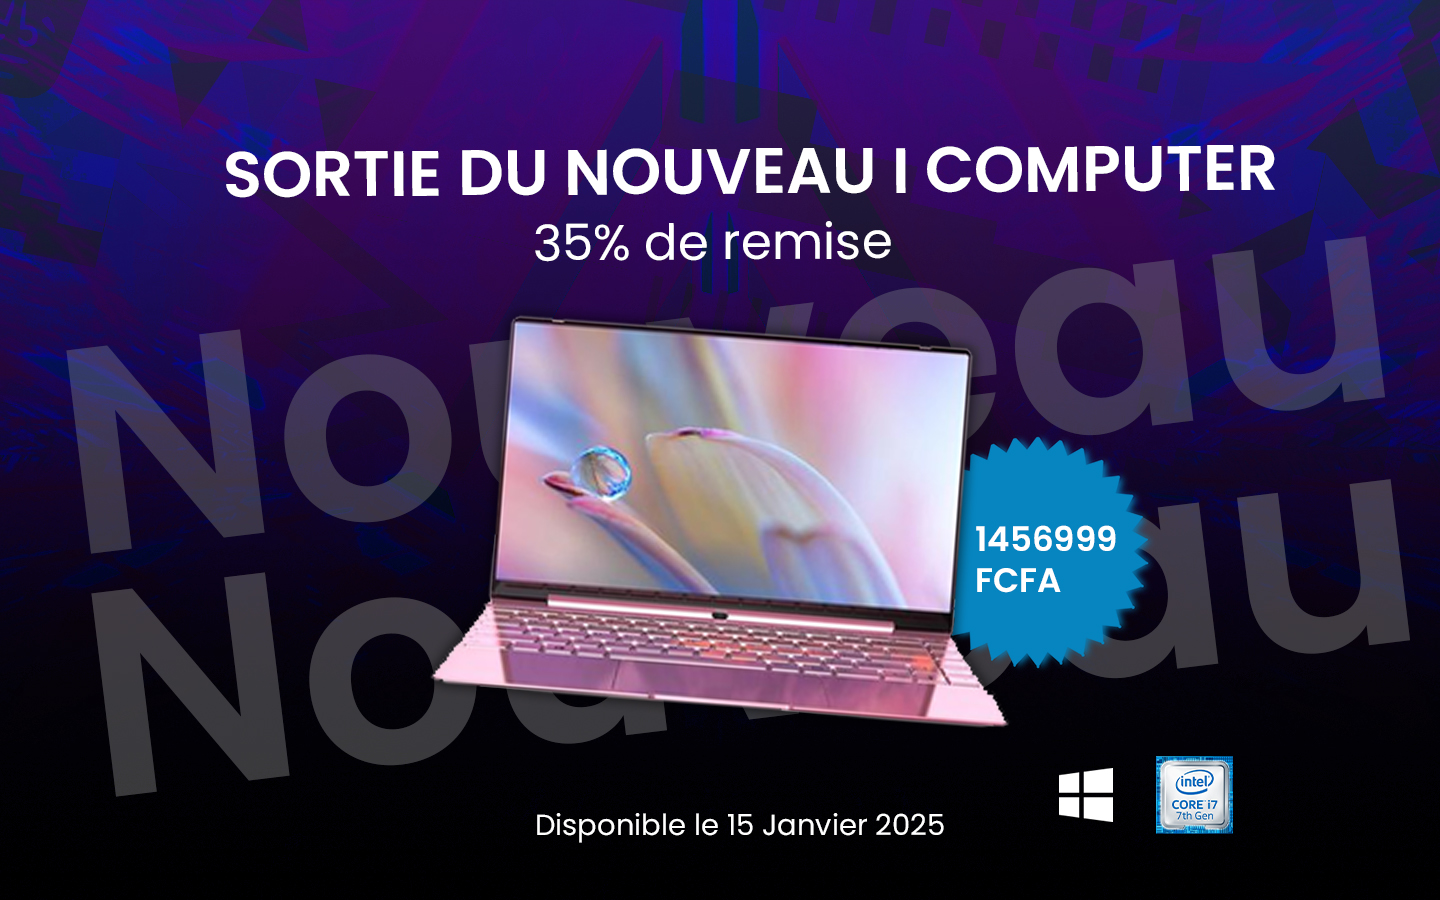 SORTIE DU NOUVEAU I COMPUTER
35% de remise
Nouveau
Nouveau
1456999
FCFA
Disponible le 15 Janvier 2025
intel
CORE i7
7th Gen